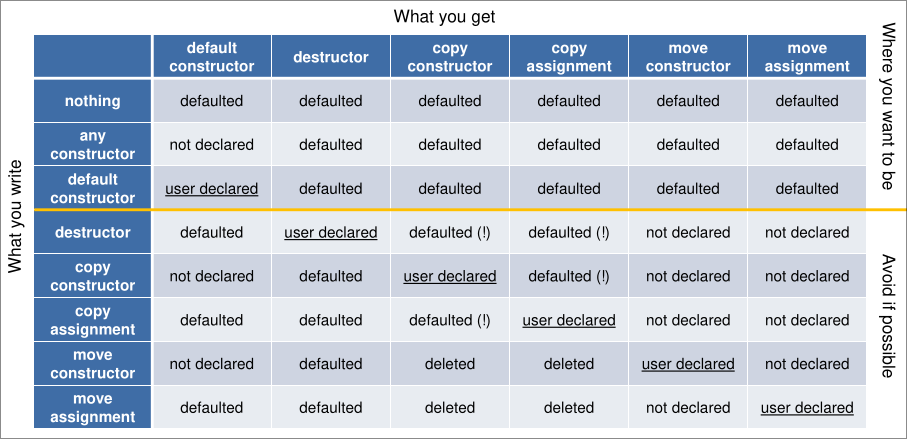 What you get
default constructor destructor copy constructor copy assignment move constructor move assignment
nothing defaulted defaulted defaulted defaulted defaulted defaulted
any constructor not declared defaulted defaulted defaulted defaulted defaulted
default constructor user declared defaulted defaulted defaulted defaulted defaulted
destructor defaulted user declared defaulted (!) defaulted (!) not declared not declared
copy constructor not declared defaulted user declared defaulted (!) not declared not declared
copy assignment defaulted defaulted defaulted (!) user declared not declared not declared
move constructor not declared defaulted deleted deleted user declared not declared
move assignment defaulted defaulted deleted deleted not declared user declared
What you write
Where you want to be
Avoid if possible